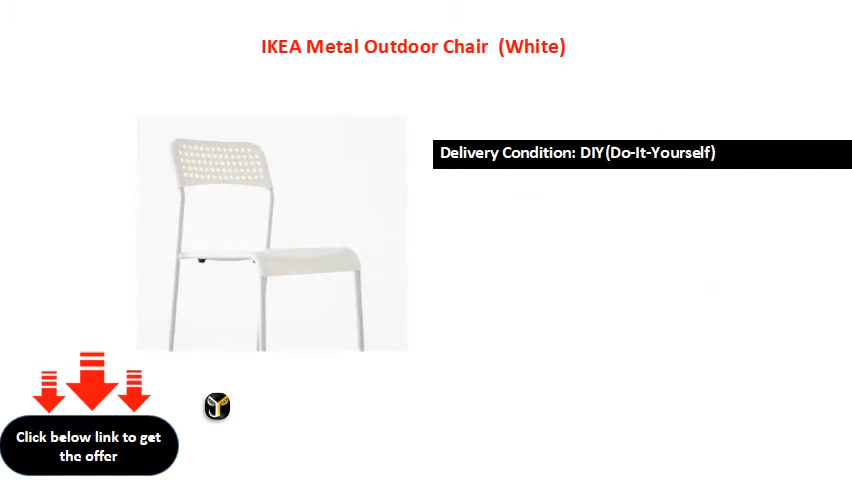 IKEA Metal Outdoor Chair (White)
Delivery Condition: DIY(Do-It-Yourself)
Click below link to get
the offer